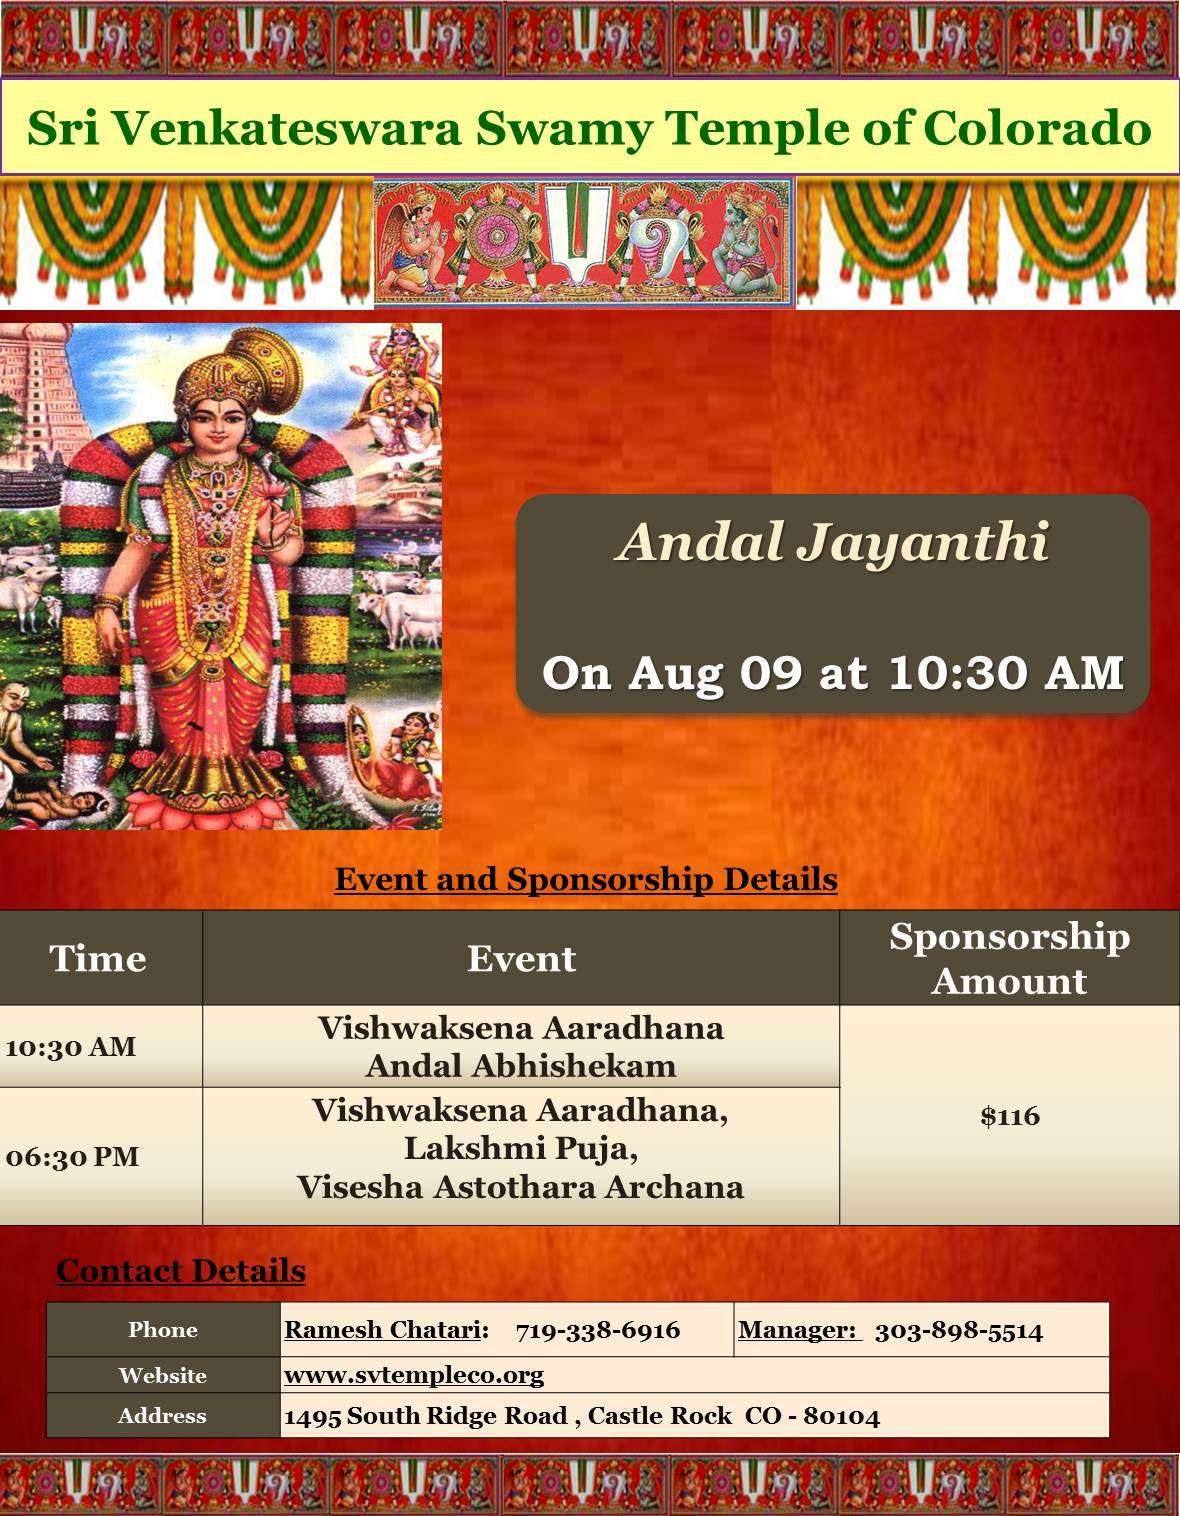 Sri Venkateswara Swamy Temple of Colorado
Andal Jayanthi
On Aug 09 at 10:30 AM
Event and Sponsorship Details
Time
Event
Sponsorship
Amount
10:30 AM
Vishwaksena Aaradhana
Andal Abhishekam
06:30 PM
Vishwaksena Aaradhana,
Lakshmi Puja,
Visesha Astothara Archana
$116
Contact Details
Phone
Ramesh Chatari: 719-338-6916
Manager: 303-898-5514
Website
www.svtempleco.org
Address
1495 South Ridge Road , Castle Rock CO - 80104